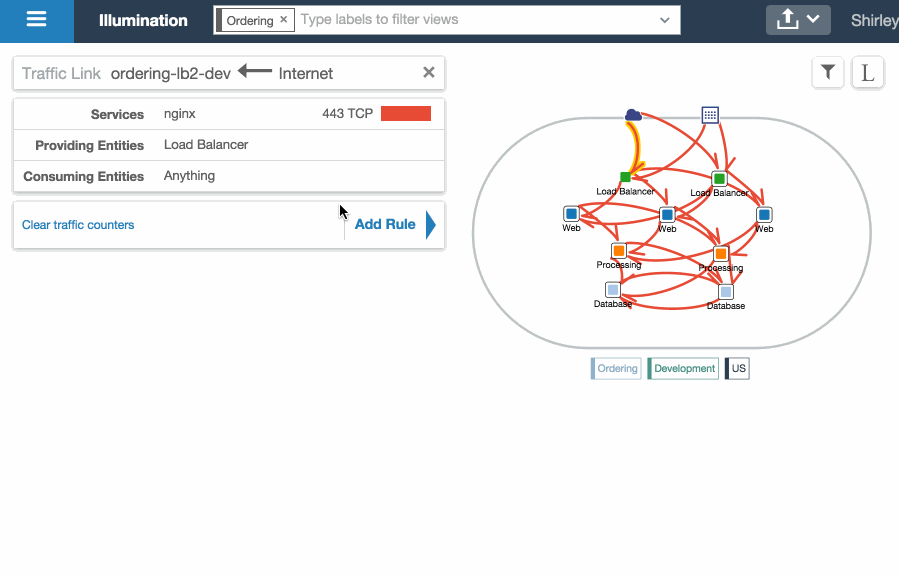 Illumination
Ordering ×
Type labels to filter views
Shirley
Traffic Link ordering-lb2-dev Internet
Services nginx 443 TCP
Providing Entities Load Balancer
Consuming Entities Anything
Clear traffic counters
Add Rule
L
Load Balancer
Load Balancer
Web
Web
Web
Processing
Processing
Database
Database
Ordering
Development
US